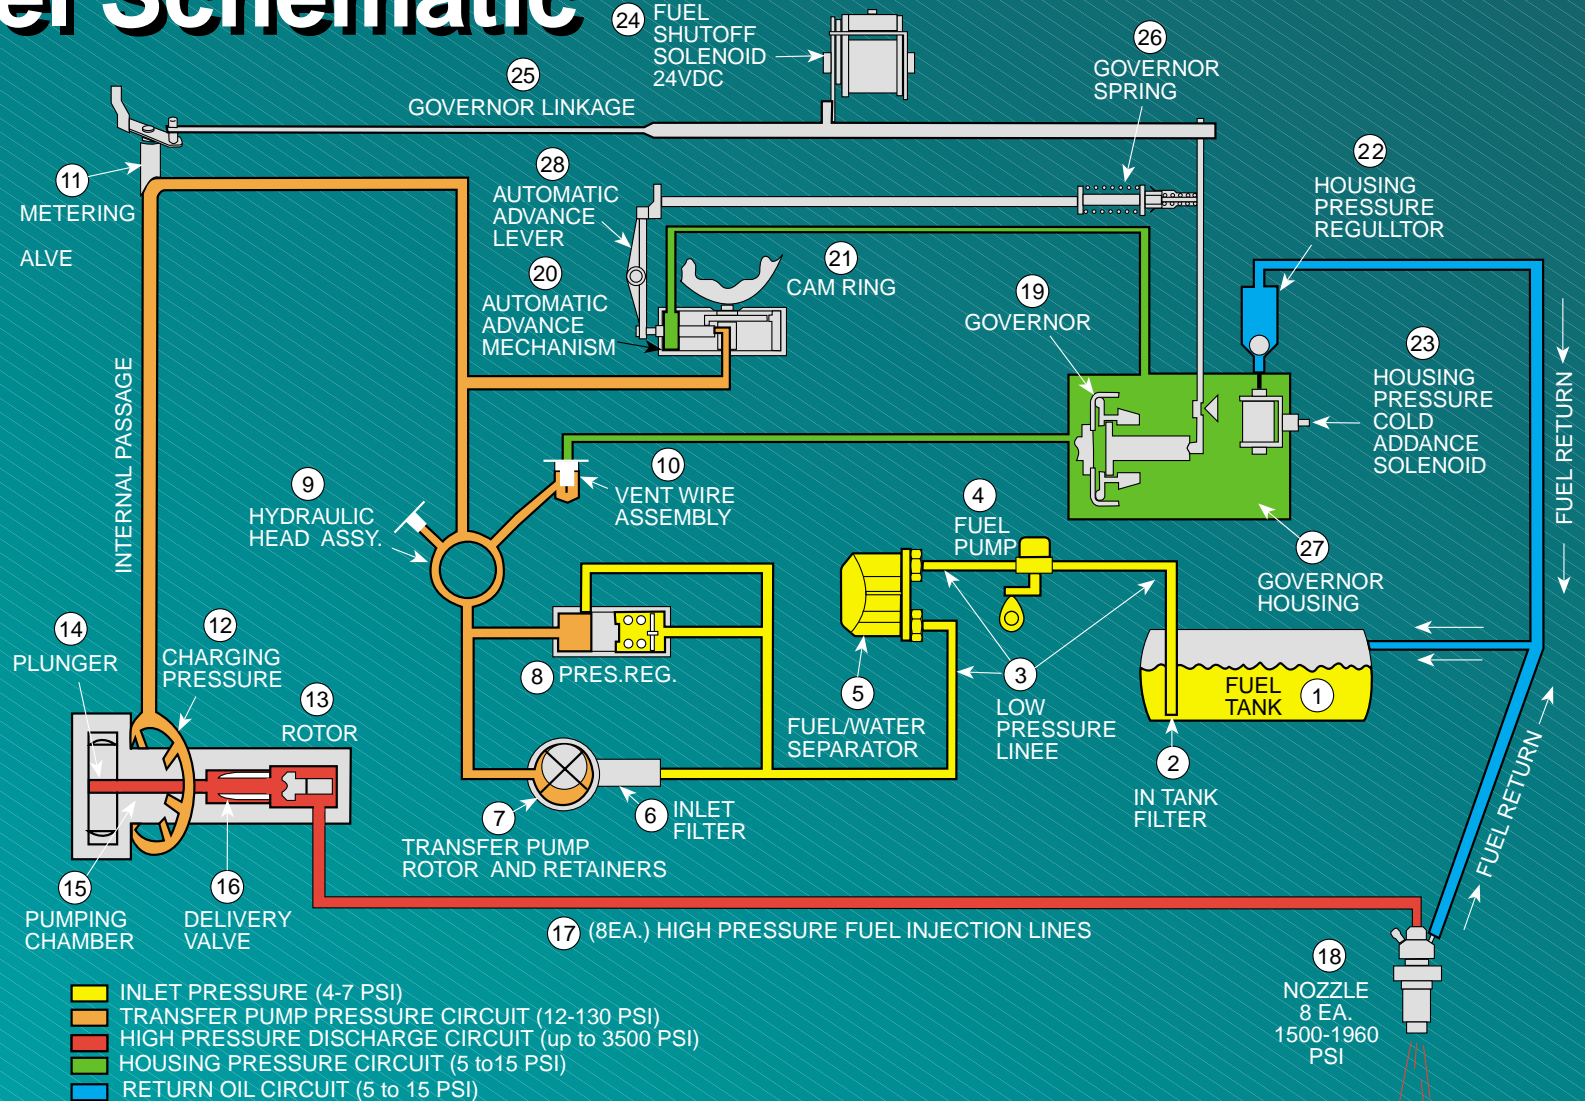 el Schematic
24
FUEL
SHUTOFF
SOLENOID
24VDC
25
GOVERNOR LINKAGE
26
GOVERNOR
SPRING
11
METERING
ALVE
28
AUTOMATIC
ADVANCE
LEVER
22
HOUSING
PRESSURE
REGULLTOR
20
AUTOMATIC
ADVANCE
MECHANISM
21
CAM RING
19
GOVERNOR
23
HOUSING
PRESSURE
COLD
ADDANCE
SOLENOID
FUEL RETURN
INTERNAL PASSAGE
9
HYDRAULIC
HEAD ASSY.
10
VENT WIRE
ASSEMBLY
4
FUEL
PUMP
27
GOVERNOR
HOUSING
14
PLUNGER
12
CHARGING
PRESSURE
13
ROTOR
8
PRES.REG.
5
FUEL/WATER
SEPARATOR
3
LOW
PRESSURE
LINEE
FUEL
TANK
1
2
IN TANK
FILTER
7
TRANSFER PUMP
ROTOR AND RETAINERS
6
INLET
FILTER
FUEL RETURN
15
PUMPING
CHAMBER
16
DELIVERY
VALVE
17
(8EA.) HIGH PRESSURE FUEL INJECTION LINES
18
NOZZLE
8 EA.
1500-1960
PSI
INLET PRESSURE (4-7 PSI)
TRANSFER PUMP PRESSURE CIRCUIT (12-130 PSI)
HIGH PRESSURE DISCHARGE CIRCUIT (up to 3500 PSI)
HOUSING PRESSURE CIRCUIT (5 to15 PSI)
RETURN OIL CIRCUIT (5 to 15 PSI)